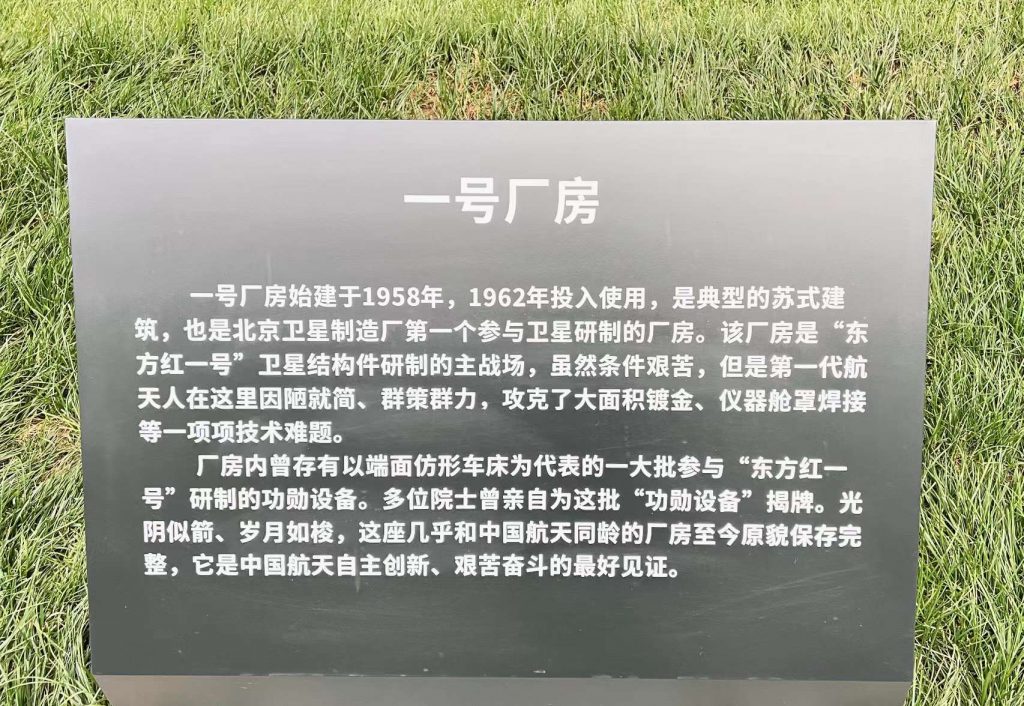 一号厂房
一号厂房始建于1958年，1962年投入使用，是典型的苏式建
筑，也是北京卫星制造厂第一个参与卫星研制的厂房。该厂房是“东
方红一号”卫星结构件研制的主战场，虽然条件艰苦，但是第一代航
天人在这里因陋就简、群策群力，攻克了大面积镀金、仪器舱罩焊接
等一项项技术难题。
厂房内曾存有以端面仿形车床为代表的一大批参与“东方红一
号”研制的功勋设备。多位院士曾亲自为这批“功勋设备”揭牌。光
阴似箭、岁月如梭，这座几乎和中国航天同龄的厂房至今原貌保存完
整，它是中国航天自主创新、艰苦奋斗的最好见证。